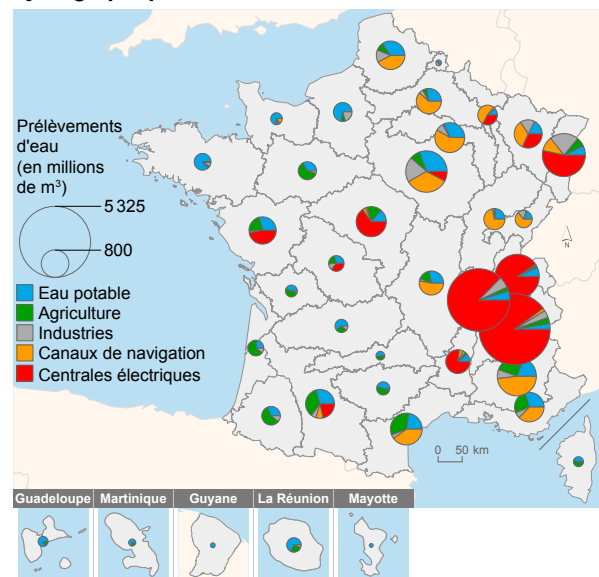 Prélèvements
d'eau
(en millions
de m³)
5 325
800
Eau potable
Agriculture
Industries
Canaux de navigation
Centrales électriques
N
0 50 km
Guadeloupe Martinique Guyane La Réunion Mayotte